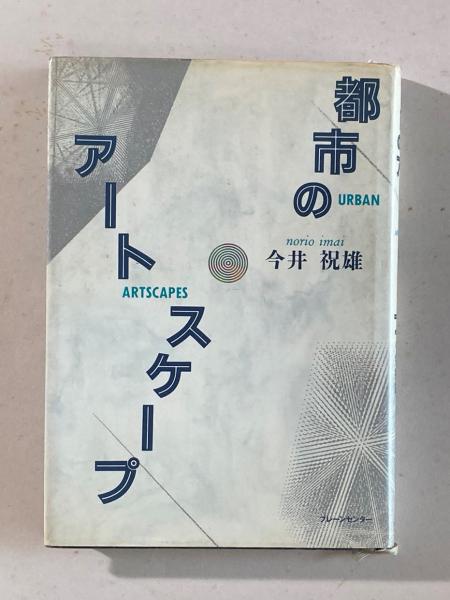 都市の
URBAN
アートスケープ
ARTSCAPES
norio imai
今井 祝雄
ブレーンセンター